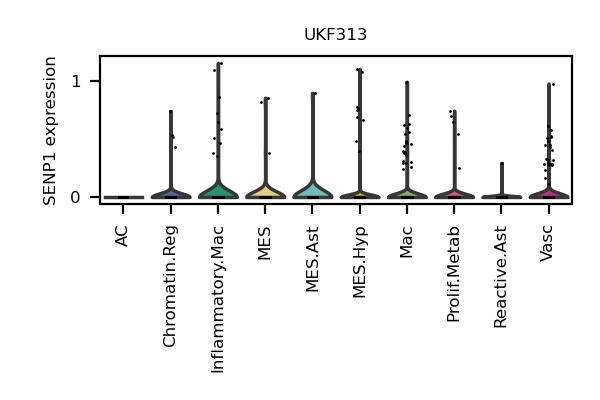 UKF313
SENP1 expression
1
0
AC
Chromatin.Reg
Inflammatory.Mac
MES
MES.Ast
MES.Hyp
Mac
Prolif.Metab
Reactive.Ast
Vasc